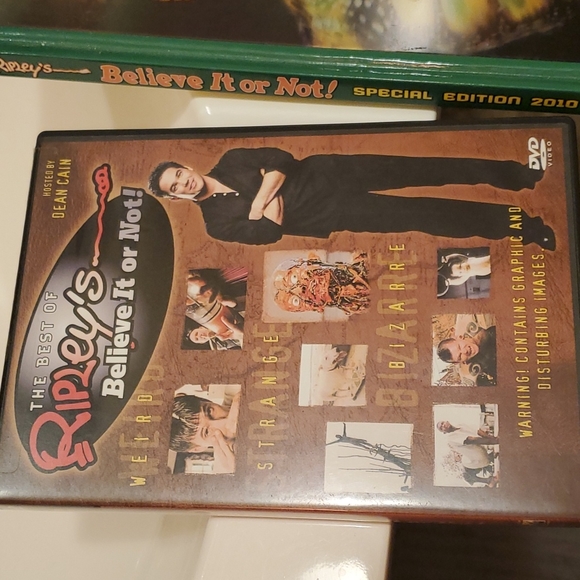 Ripley's Believe It or Not! SPECIAL EDITION 2010
HOSTED BY
DEAN CAIN
THE BEST OF
RIPLEY'S
Believe It or Not!
WEIRD
STRANGE
BIZARRE
WARNING! CONTAINS GRAPHIC AND
DISTURBING IMAGES.
DVD
VIDEO